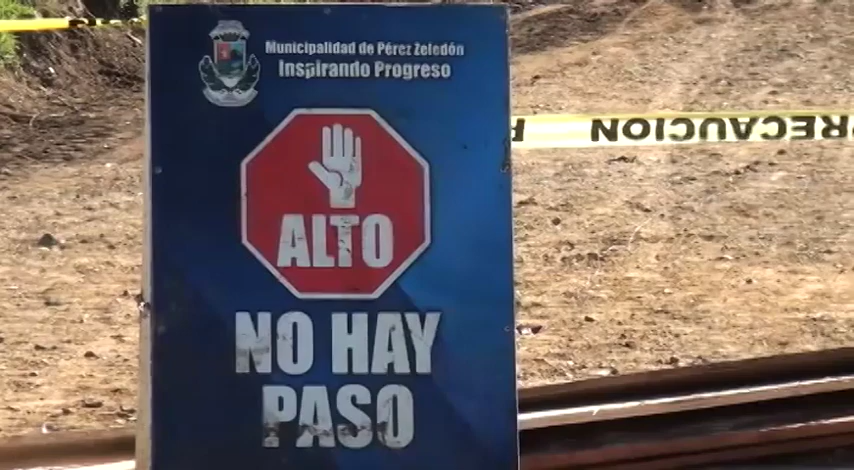 Municipalidad de Pérez Zeledón
Inspirando Progreso
PRECAUCION
ALTO
NO HAY
PASO